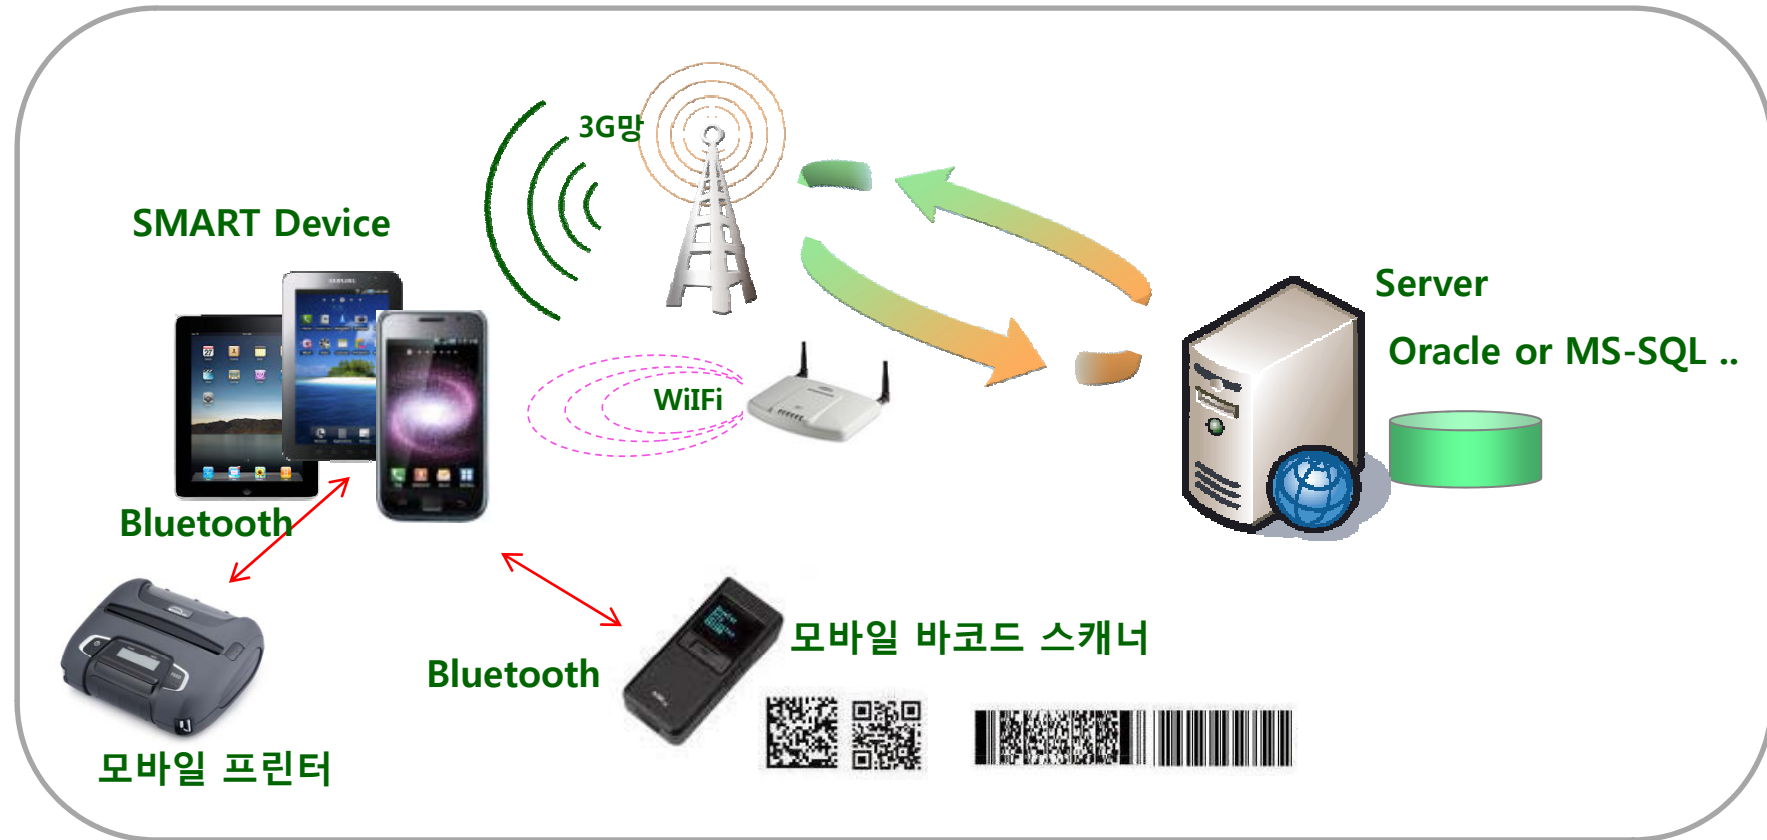 3G망
SMART Device
SAMSUNG
Server
Oracle or MS-SQL ..
WiIFi
Bluetooth
Bluetooth
모바일 바코드 스캐너
모바일 프린터